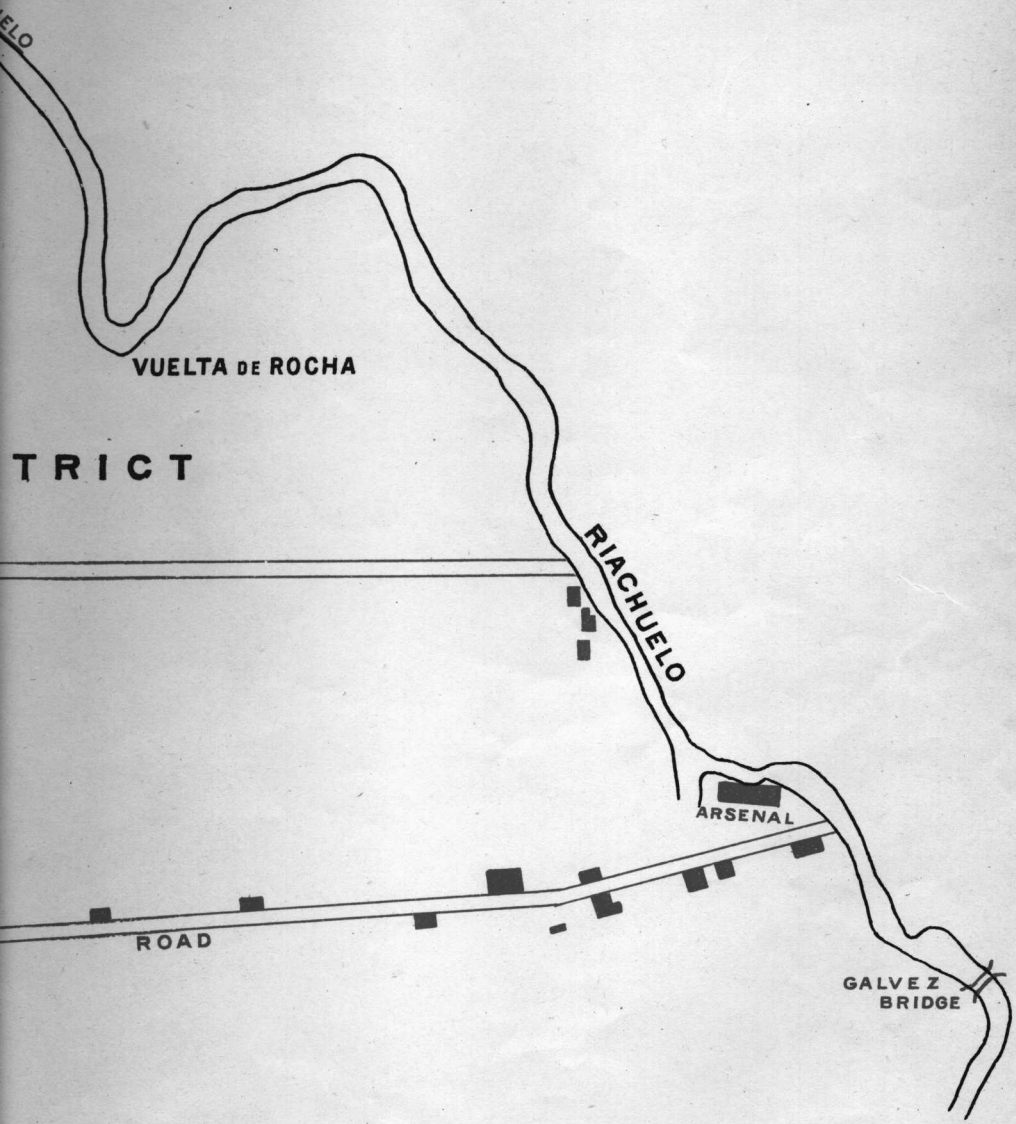 ELO
VUELTA DE ROCHA
TRICT
RIACHUELO
ARSENAL
ROAD
GALVEZ
BRIDGE